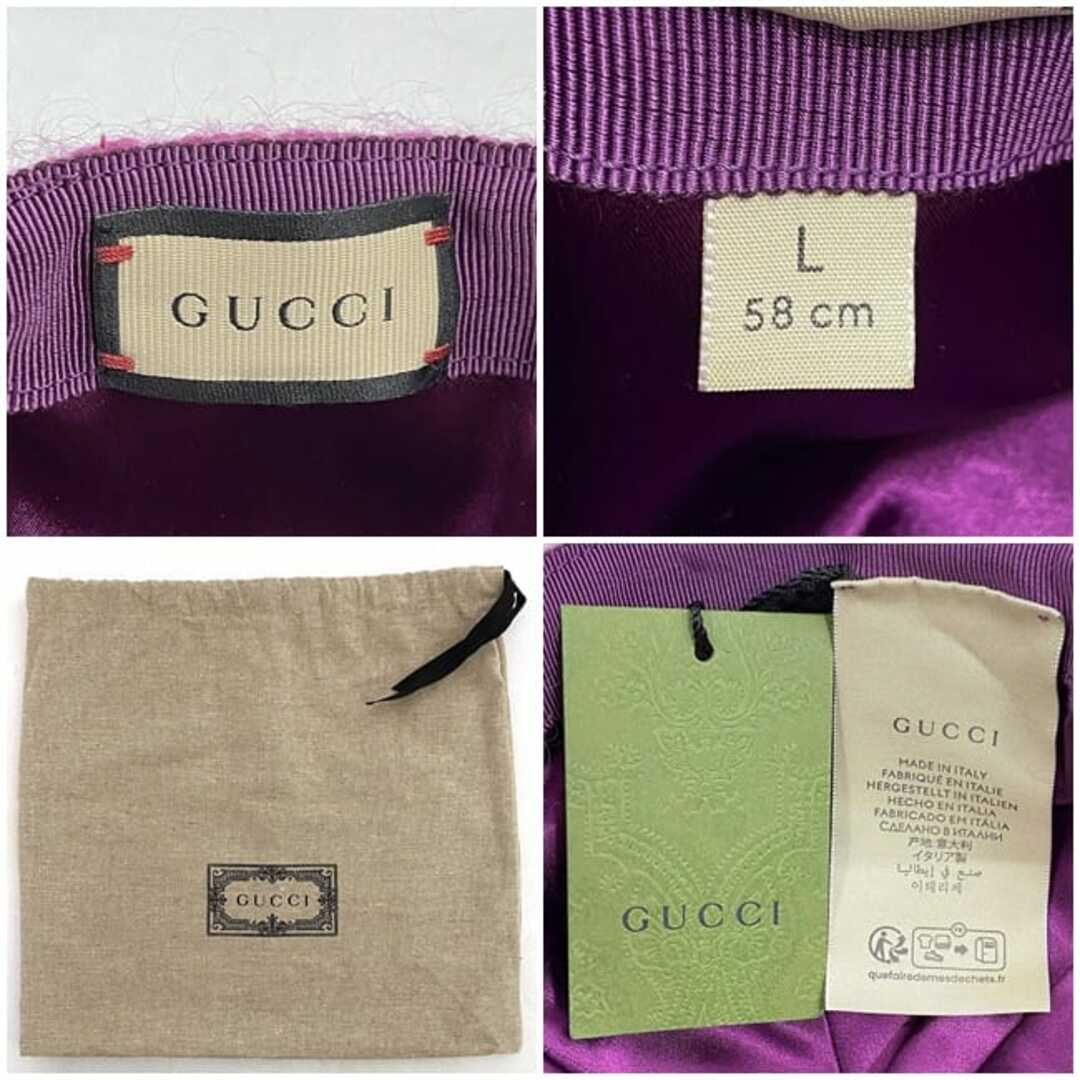 GUCCI
L
58 cm
GUCCI
GUCCI
GUCCI
MADE IN ITALY
FABRIQUÉ EN ITALIE
HERGESTELLT IN ITALIEN
HECHO EN ITALIA
FABRICADO EM ITÁLIA
СДЕЛАНО В ИТАЛИИ
产地 意大利
イタリア製
صنع في إيطاليا
이태리제
FR
quefairedemesdechets.fr